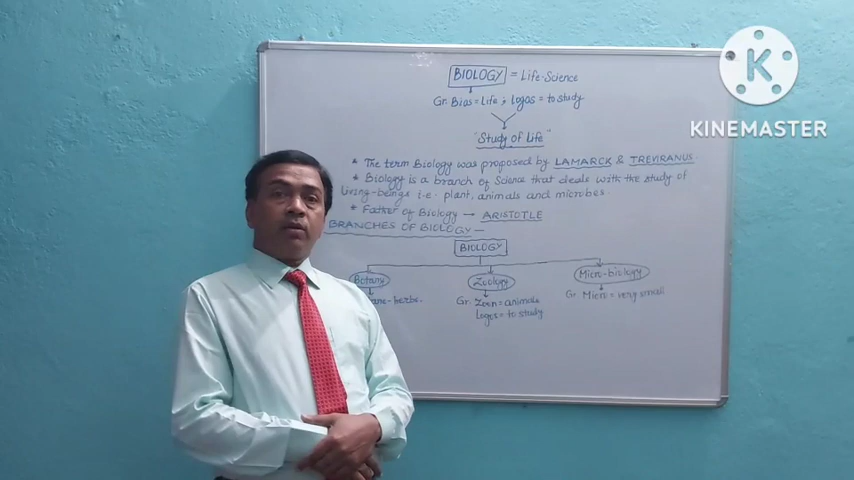 BIOLOGY = Life-Science
Gr. Bias = Life ; Logos = to study
"Study of life"
* The term Biology was proposed by LAMARCK & TREVIRANUS.
* Biology is a branch of Science that deals with the study of
living-beings i.e. plant, animals and microbes.
* Father of Biology → ARISTOTLE
BRANCHES OF BIOLOGY —
BIOLOGY
Botany Zoology Micro-biology
ane-herbs. Gr. Zoon = animals Gr. Micro = very small
Logos = to study
K
KINEMASTER